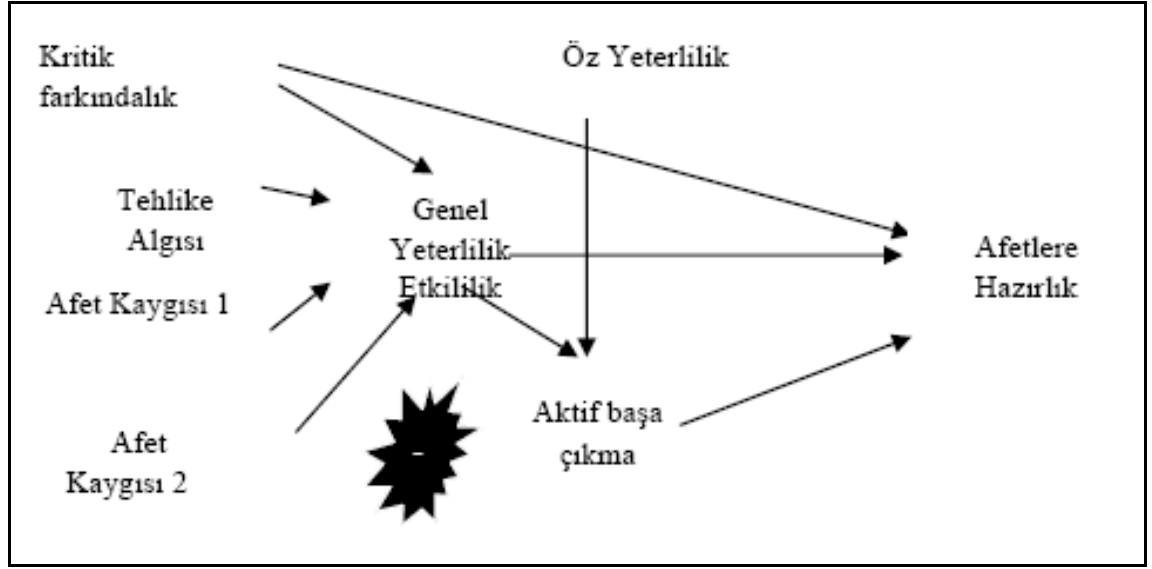 Kritik
farkındalık
Öz Yeterlilik
Tehlike
Algısı
Genel
Yeterlilik
Etkililik
Afetlere
Hazırlık
Afet Kaygısı 1
Aktif başa
çıkma
Afet
Kaygısı 2